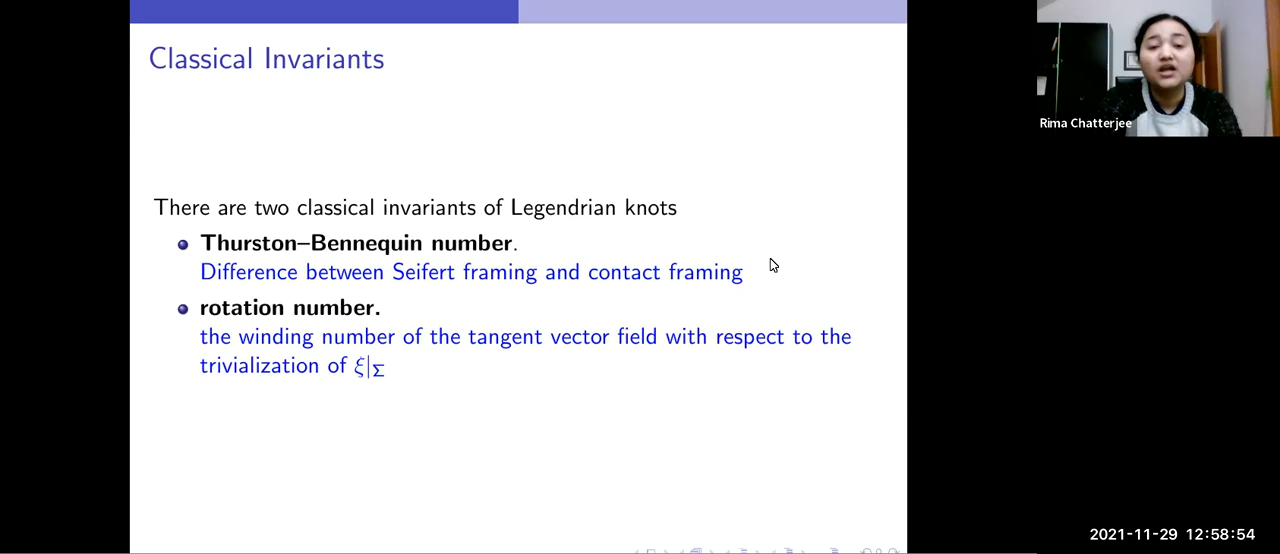 Classical Invariants
Rima Chatterjee
There are two classical invariants of Legendrian knots
Thurston–Bennequin number.
Difference between Seifert framing and contact framing
rotation number.
the winding number of the tangent vector field with respect to the
trivialization of ξ|Σ
2021-11-29 12:58:54